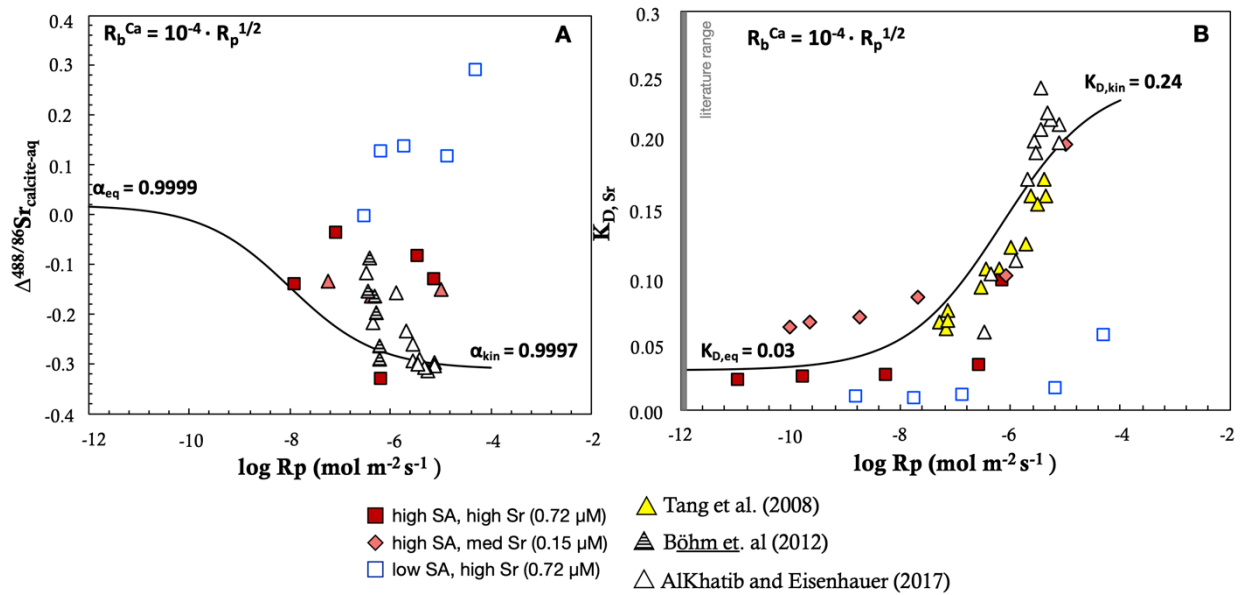 R_b^Ca = 10^-4 · R_p^1/2
A
0.4
0.3
0.2
0.1
0.0
-0.1
-0.2
-0.3
-0.4
Δ^488/86Sr_calcite-aq
α_eq = 0.9999
α_kin = 0.9997
-12
-10
-8
-6
-4
-2
log Rp (mol m^-2 s^-1)
R_b^Ca = 10^-4 · R_p^1/2
B
0.3
0.25
0.20
0.15
0.10
0.05
0.00
K_D, Sr
literature range
K_D,kin = 0.24
K_D,eq = 0.03
-12
-10
-8
-6
-4
-2
log Rp (mol m^-2 s^-1)
high SA, high Sr (0.72 μM)
high SA, med Sr (0.15 μM)
low SA, high Sr (0.72 μM)
Tang et al. (2008)
Böhm et. al (2012)
AlKhatib and Eisenhauer (2017)